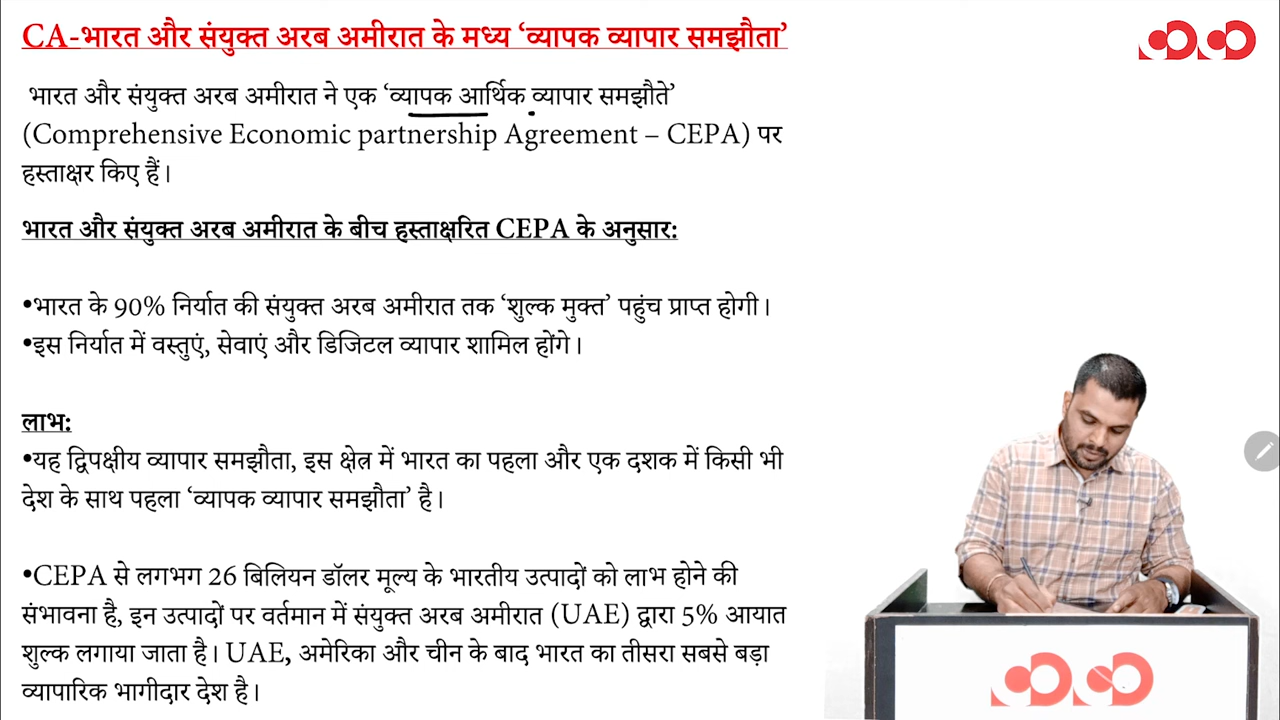 CA-भारत और संयुक्त अरब अमीरात के मध्य ‘व्यापक व्यापार समझौता’
भारत और संयुक्त अरब अमीरात ने एक ‘व्यापक आर्थिक व्यापार समझौते’
(Comprehensive Economic partnership Agreement – CEPA) पर
हस्ताक्षर किए हैं।
भारत और संयुक्त अरब अमीरात के बीच हस्ताक्षरित CEPA के अनुसार:
•भारत के 90% निर्यात की संयुक्त अरब अमीरात तक ‘शुल्क मुक्त’ पहुंच प्राप्त होगी।
•इस निर्यात में वस्तुएं, सेवाएं और डिजिटल व्यापार शामिल होंगे।
लाभ:
•यह द्विपक्षीय व्यापार समझौता, इस क्षेत्र में भारत का पहला और एक दशक में किसी भी
देश के साथ पहला ‘व्यापक व्यापार समझौता’ है।
•CEPA से लगभग 26 बिलियन डॉलर मूल्य के भारतीय उत्पादों को लाभ होने की
संभावना है, इन उत्पादों पर वर्तमान में संयुक्त अरब अमीरात (UAE) द्वारा 5% आयात
शुल्क लगाया जाता है। UAE, अमेरिका और चीन के बाद भारत का तीसरा सबसे बड़ा
व्यापारिक भागीदार देश है।